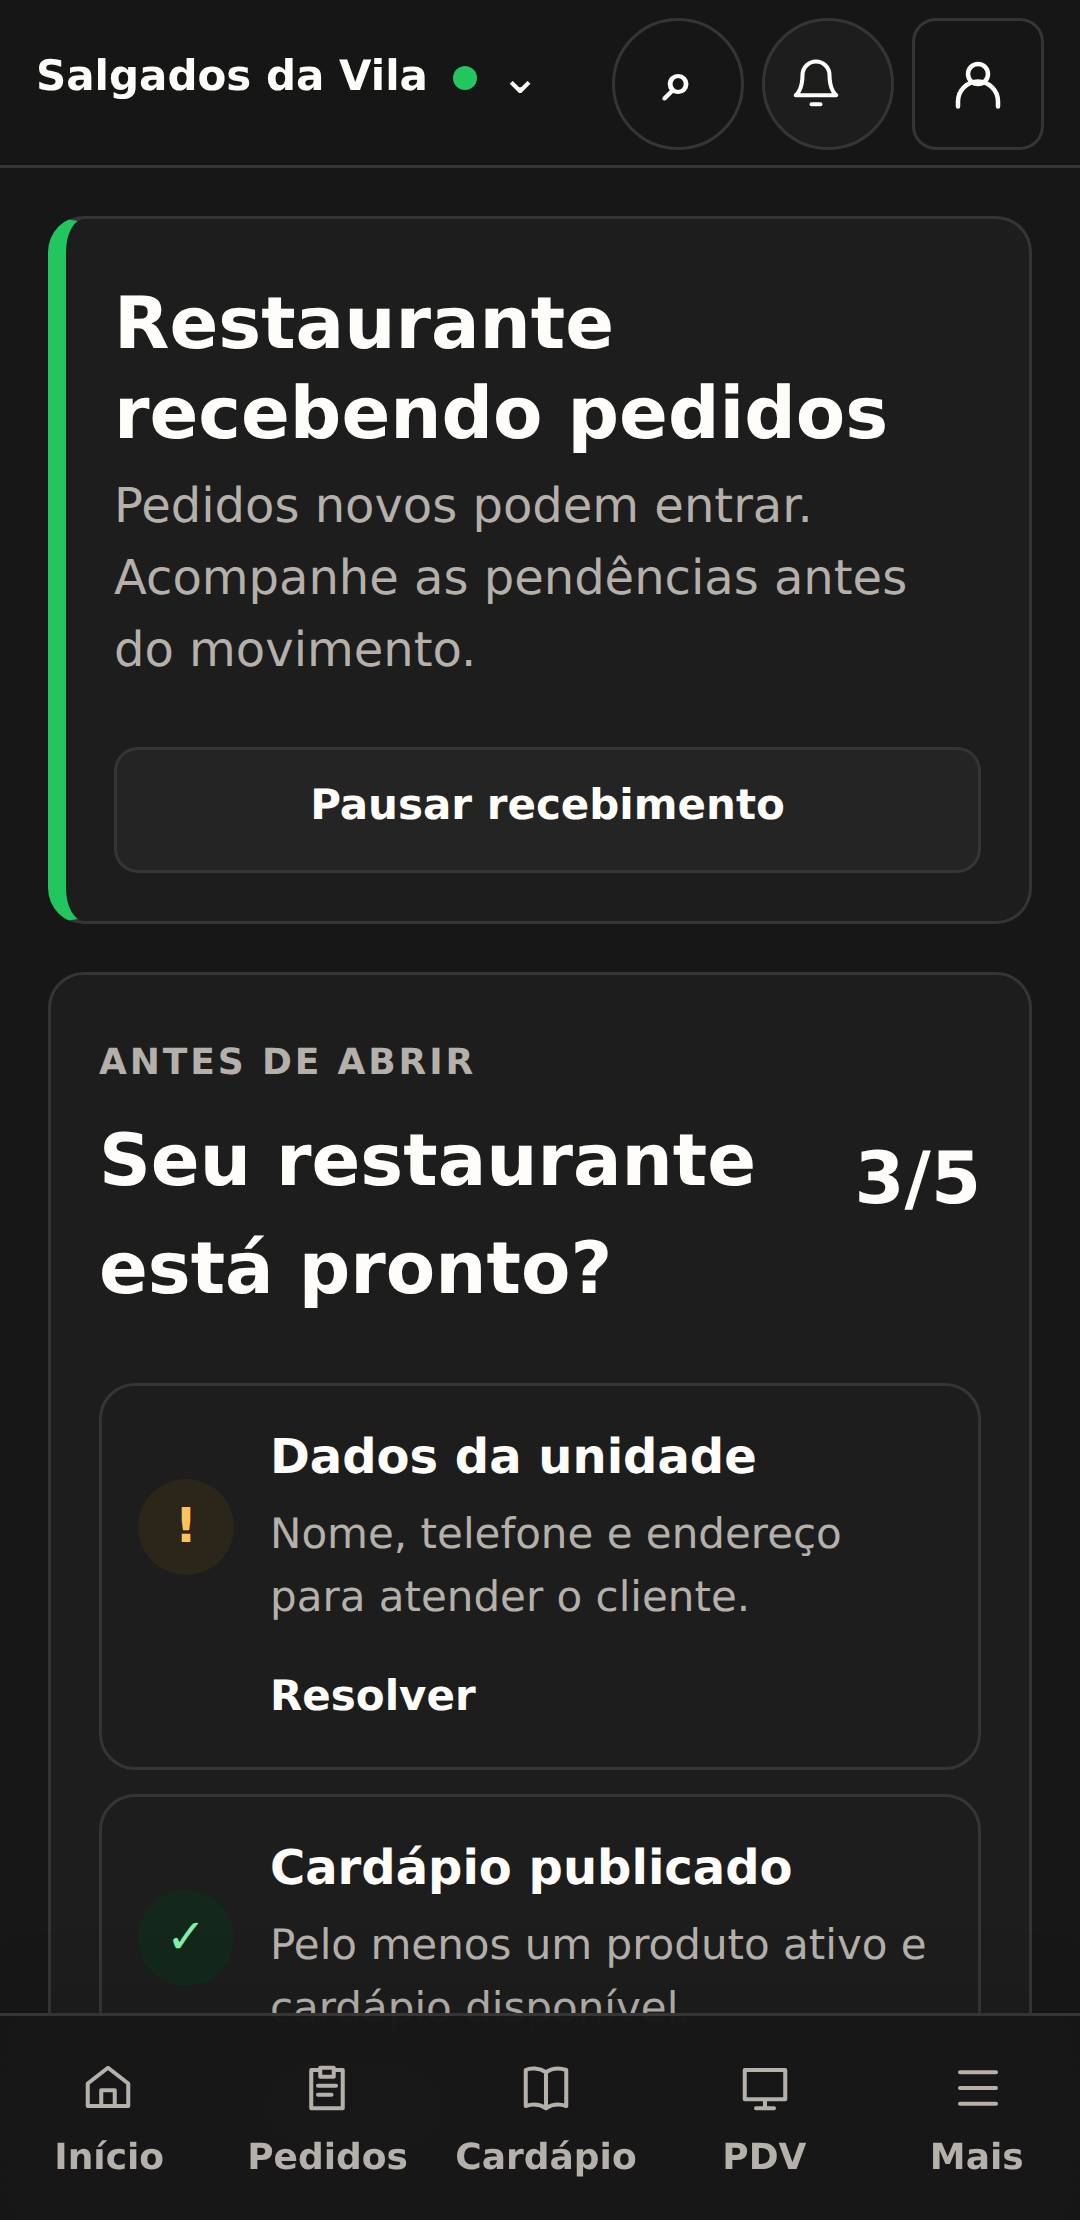 Salgados da Vila
Restaurante
recebendo pedidos
Pedidos novos podem entrar.
Acompanhe as pendências antes
do movimento.
Pausar recebimento
ANTES DE ABRIR
Seu restaurante
está pronto?
3/5
!
Dados da unidade
Nome, telefone e endereço
para atender o cliente.
Resolver
✓
Cardápio publicado
Pelo menos um produto ativo e
cardápio disponível.
Início
Pedidos
Cardápio
PDV
Mais